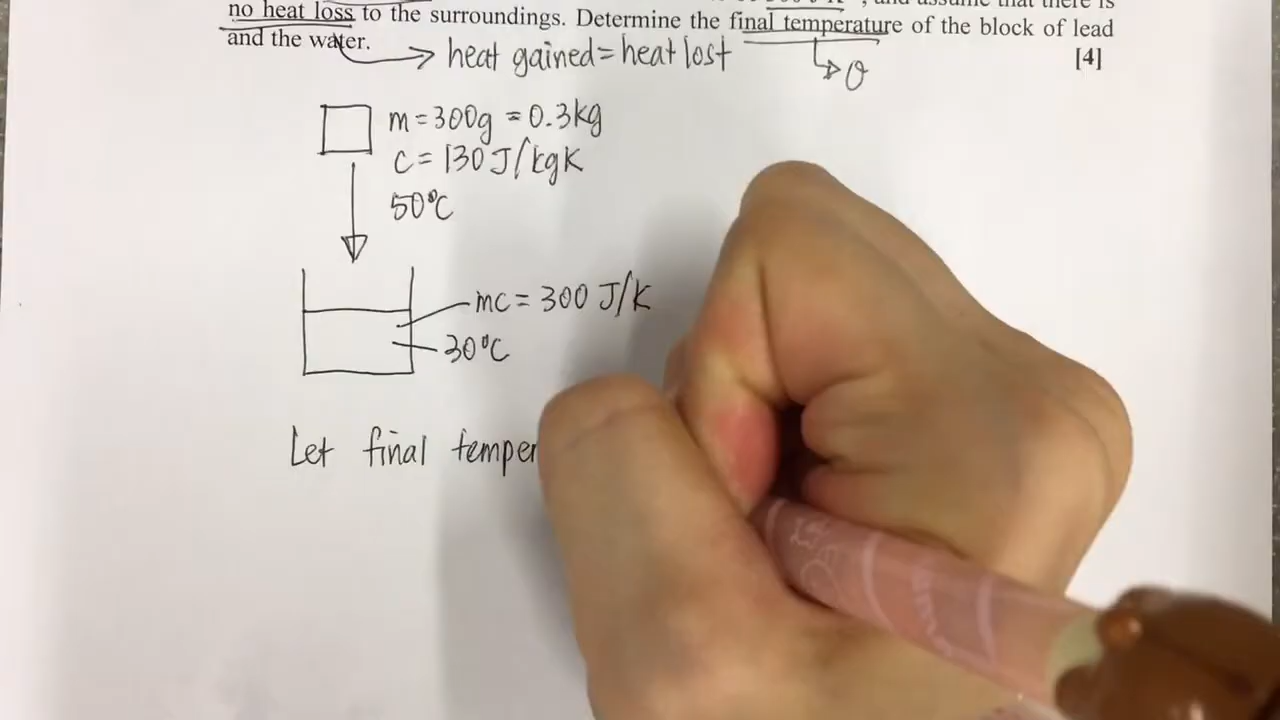 no heat loss to the surroundings. Determine the final temperature of the block of lead
and the water.
→ heat gained = heat lost
[4]
→ θ
m = 300g = 0.3kg
c = 130 J/kgK
50°C
mc = 300 J/K
30°C
Let final temper